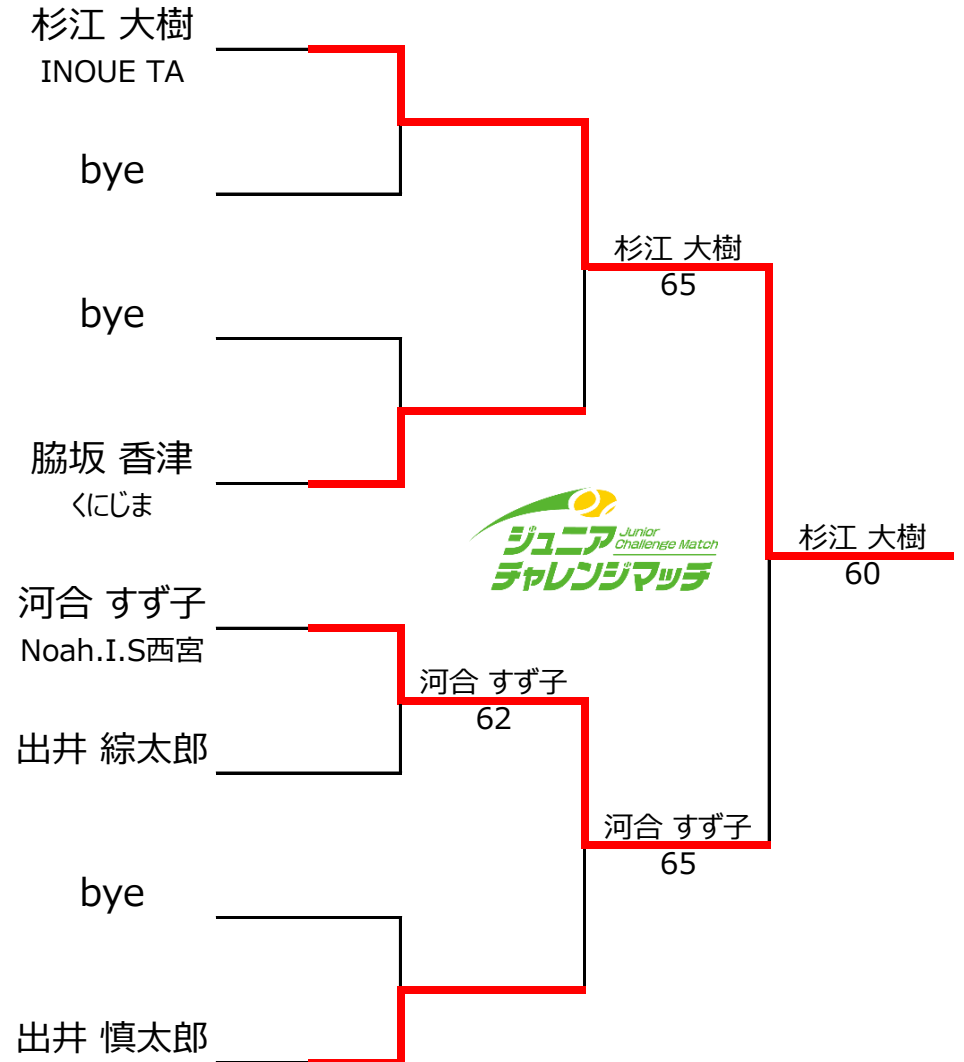 杉江 大樹
INOUE TA
bye
bye
脇坂 香津
くにじま
河合 すず子
Noah.I.S西宮
出井 綜太郎
bye
出井 慎太郎
河合 すず子
62
杉江 大樹
65
河合 すず子
65
杉江 大樹
60
ジュニア Junior
Challenge Match
チャレンジマッチ